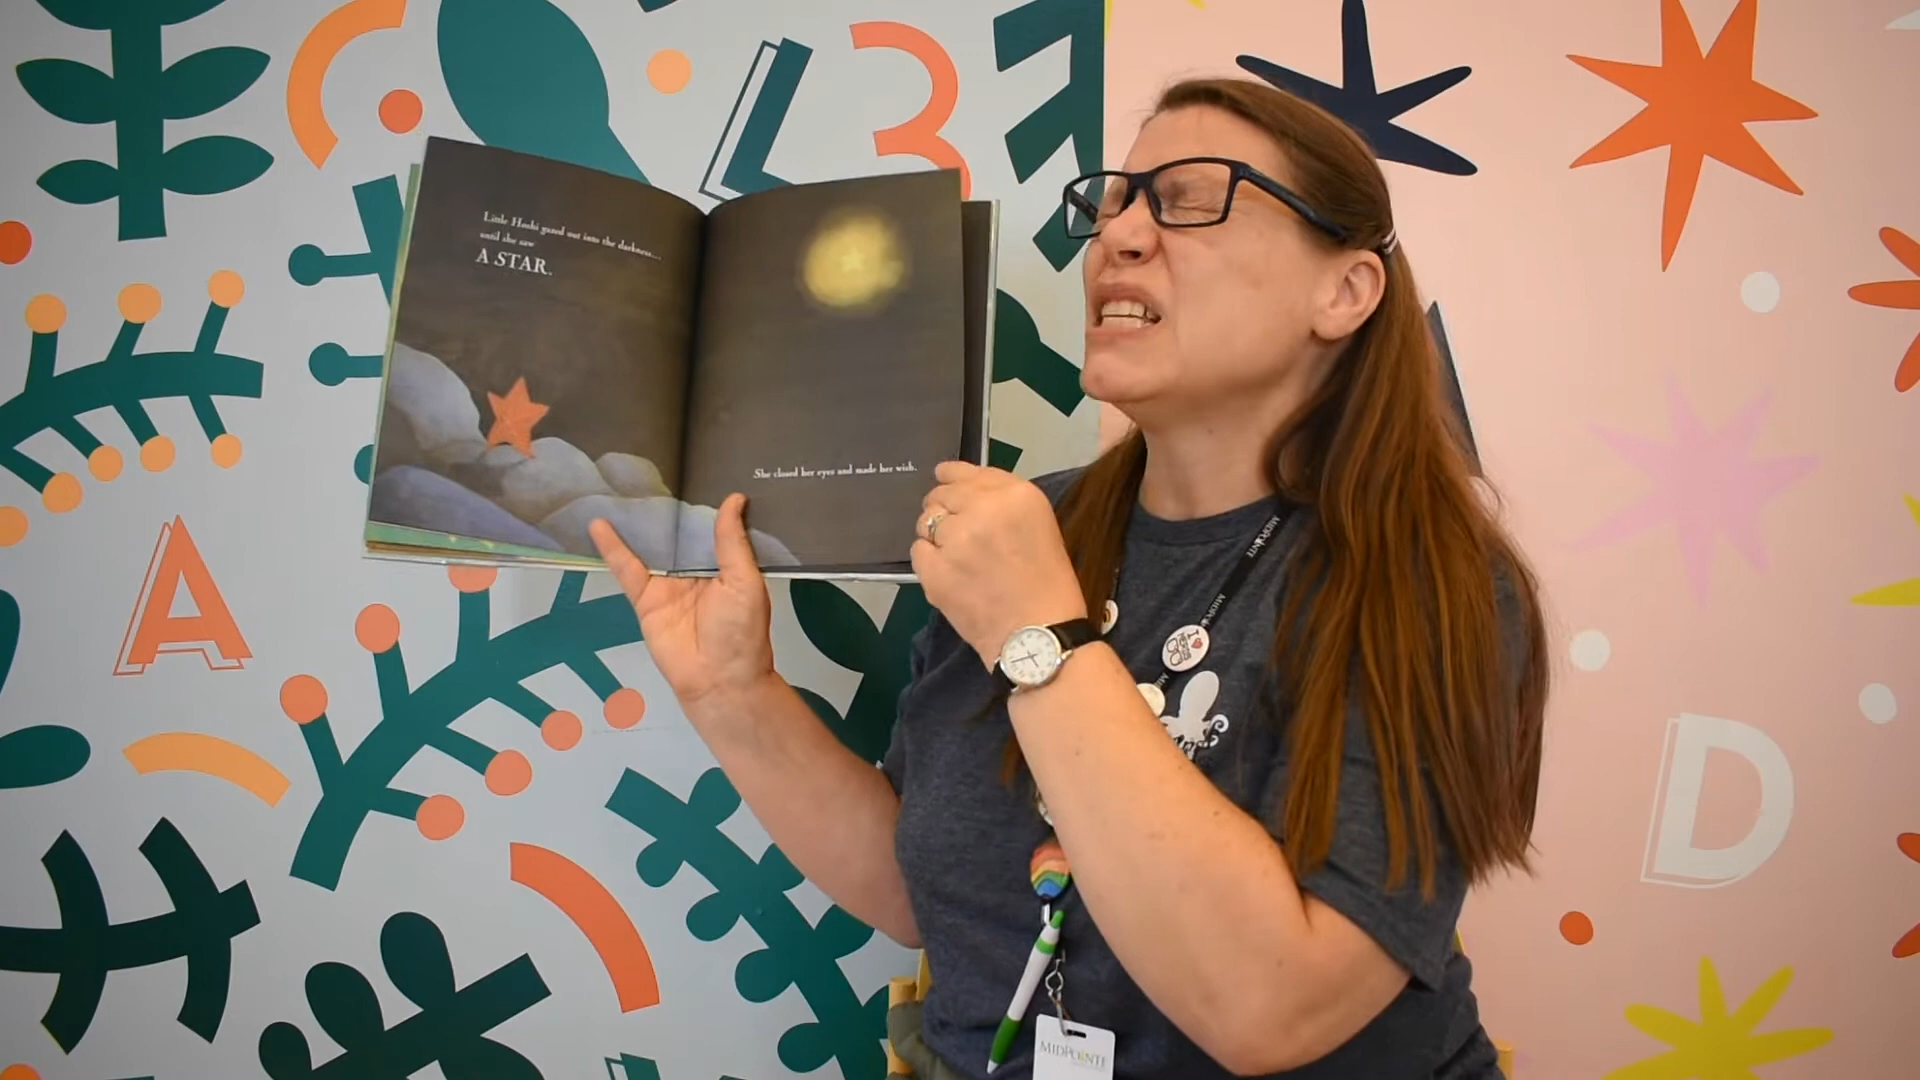 Little Hoshi gazed out into the darkness...
until she saw
A STAR.
She closed her eyes and made her wish.
A
D
MIDPOINTE
MIDPOINTE